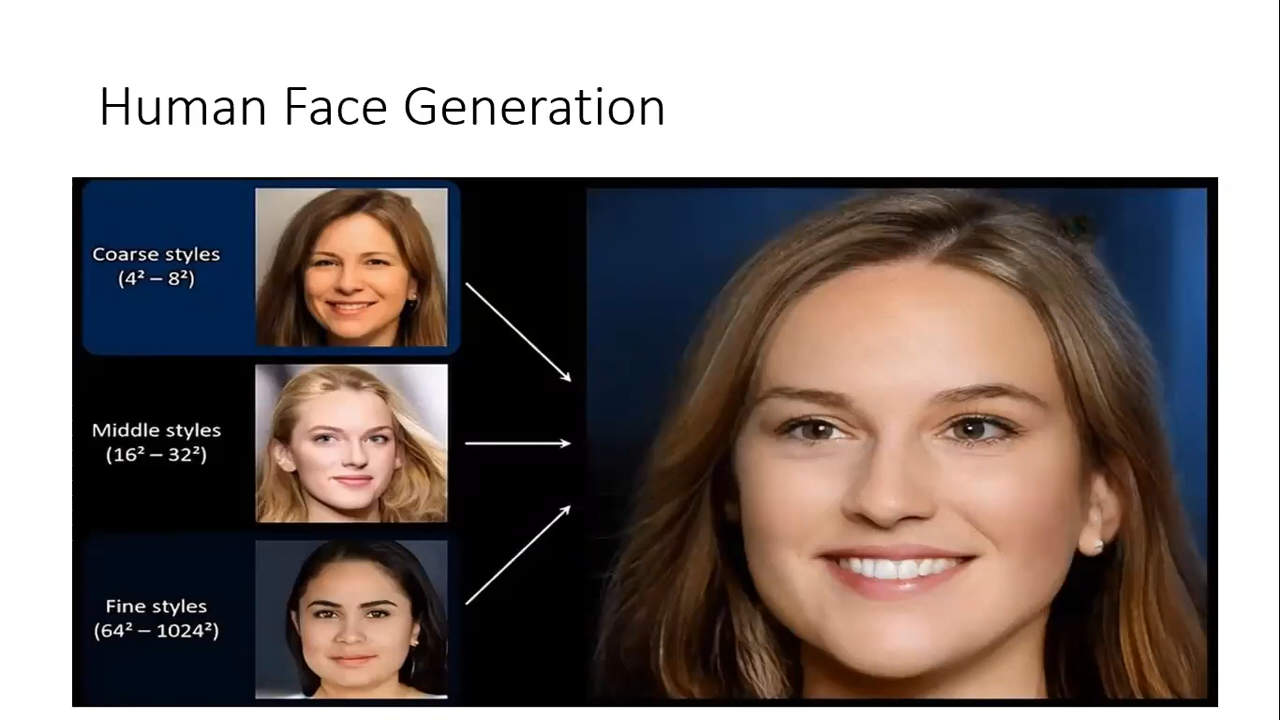 Human Face Generation
Coarse styles
(4² – 8²)
Middle styles
(16² – 32²)
Fine styles
(64² – 1024²)